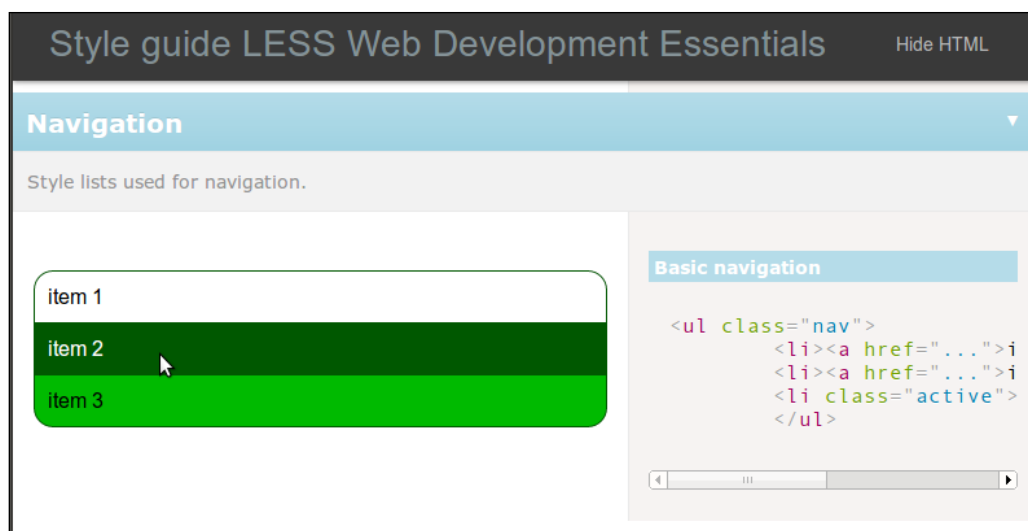 Style guide LESS Web Development Essentials
Hide HTML
Navigation
Style lists used for navigation.
item 1
item 2
item 3
Basic navigation
<ul class="nav">
<li><a href="...">i
<li><a href="...">i
<li class="active">
</ul>